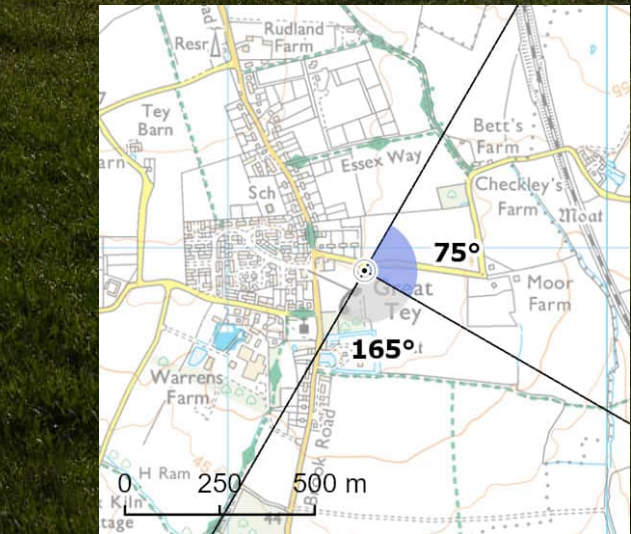 Rudland
Farm
Resr
Tey
Barn
Bett's
Farm
Essex Way
Checkley's
Farm
Moat
Sch
75°
Great
Tey
Moor
Farm
165°
Warrens
Farm
Road
H Ram
0 250 500 m
Kiln